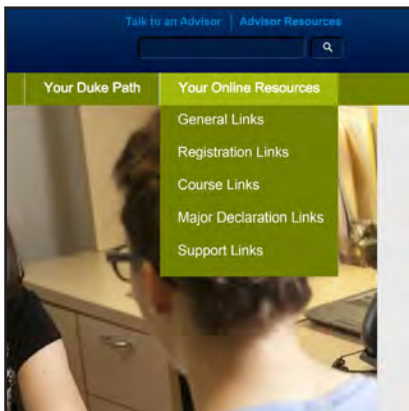 Talk to an Advisor | Advisor Resources
Your Duke Path
Your Online Resources
General Links
Registration Links
Course Links
Major Declaration Links
Support Links